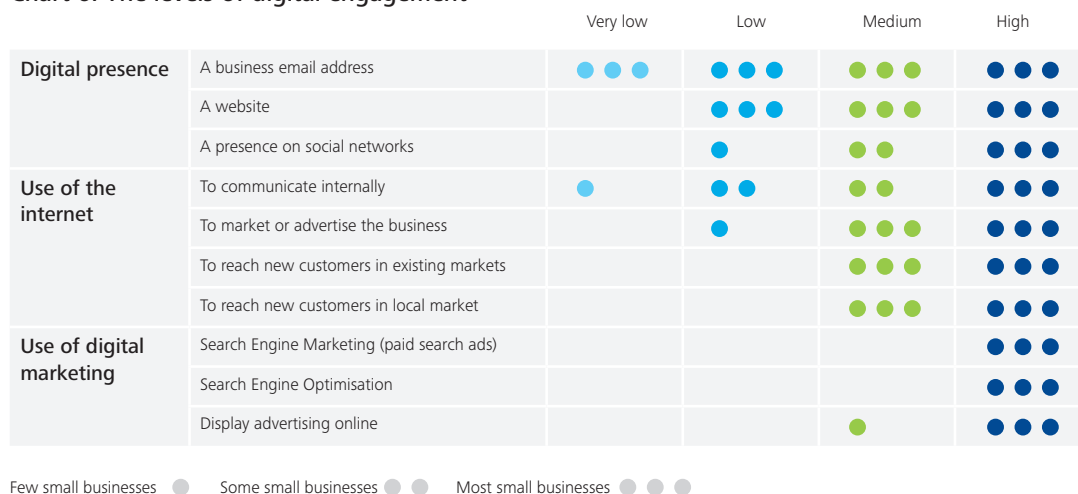 Very low Low Medium High
Digital presence A business email address
A website
A presence on social networks
Use of the internet To communicate internally
To market or advertise the business
To reach new customers in existing markets
To reach new customers in local market
Use of digital marketing Search Engine Marketing (paid search ads)
Search Engine Optimisation
Display advertising online
Few small businesses Some small businesses Most small businesses